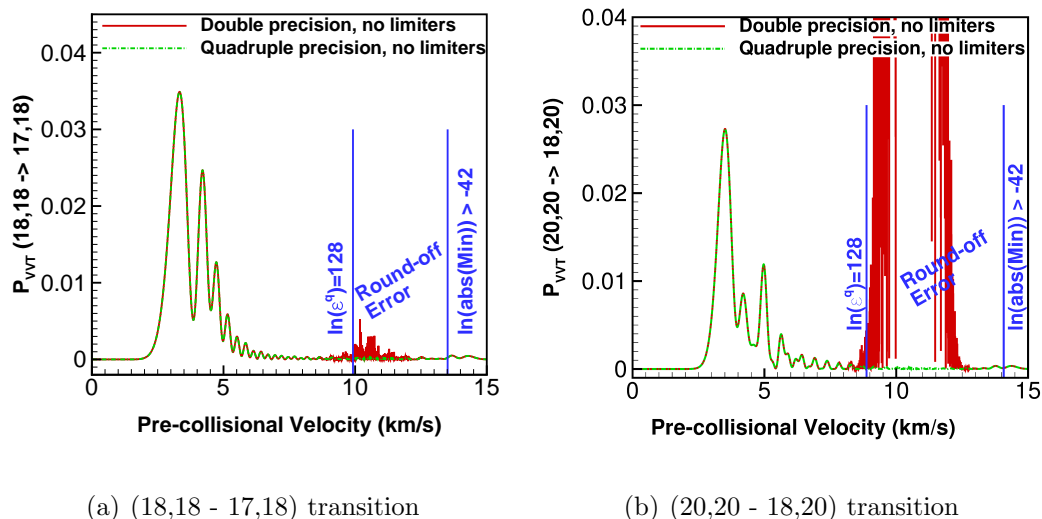 Double precision, no limiters
Quadruple precision, no limiters
0.04
0.03
0.02
0.01
0
P_VVT (18,18 -> 17,18)
ln(ε^q)=128
Round-off
Error
ln(abs(Min)) > -42
0 5 10 15
Pre-collisional Velocity (km/s)
(a) (18,18 - 17,18) transition
Double precision, no limiters
Quadruple precision, no limiters
0.04
0.03
0.02
0.01
0
P_VVT (20,20 -> 18,20)
ln(ε^q)=128
Round-off
Error
ln(abs(Min)) > -42
0 5 10 15
Pre-collisional Velocity (km/s)
(b) (20,20 - 18,20) transition